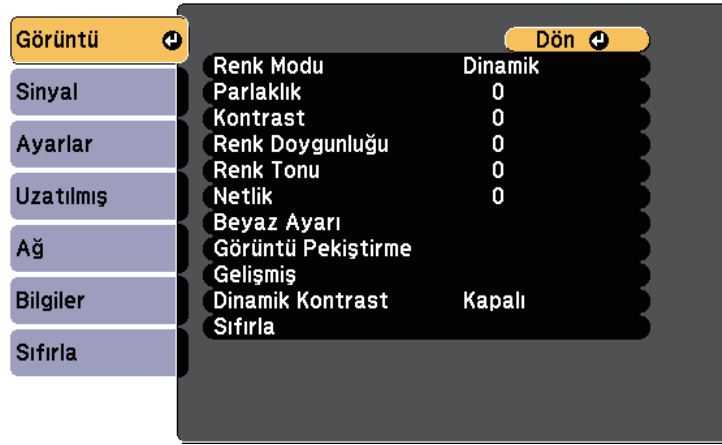 Görüntü
Sinyal
Ayarlar
Uzatılmış
Ağ
Bilgiler
Sıfırla
Dön
Renk Modu Dinamik
Parlaklık 0
Kontrast 0
Renk Doygunluğu 0
Renk Tonu 0
Netlik 0
Beyaz Ayarı
Görüntü Pekiştirme
Gelişmiş
Dinamik Kontrast Kapalı
Sıfırla